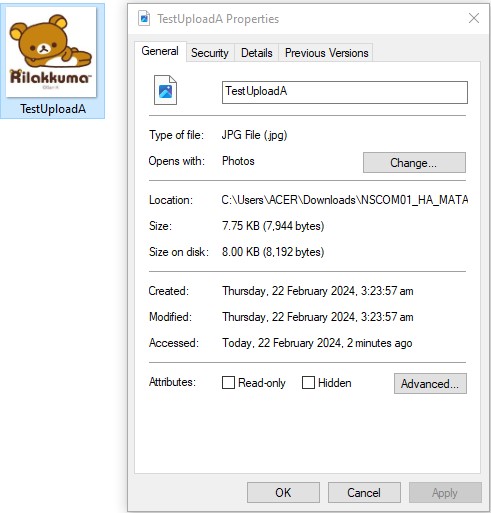 Rilakkuma™
TestUploadA
TestUploadA Properties
General Security Details Previous Versions
TestUploadA
Type of file: JPG File (.jpg)
Opens with: Photos Change...
Location: C:\Users\ACER\Downloads\NSCOM01_HA_MATA
Size: 7.75 KB (7,944 bytes)
Size on disk: 8.00 KB (8,192 bytes)
Created: Thursday, 22 February 2024, 3:23:57 am
Modified: Thursday, 22 February 2024, 3:23:57 am
Accessed: Today, 22 February 2024, 2 minutes ago
Attributes: Read-only Hidden Advanced...
OK Cancel Apply